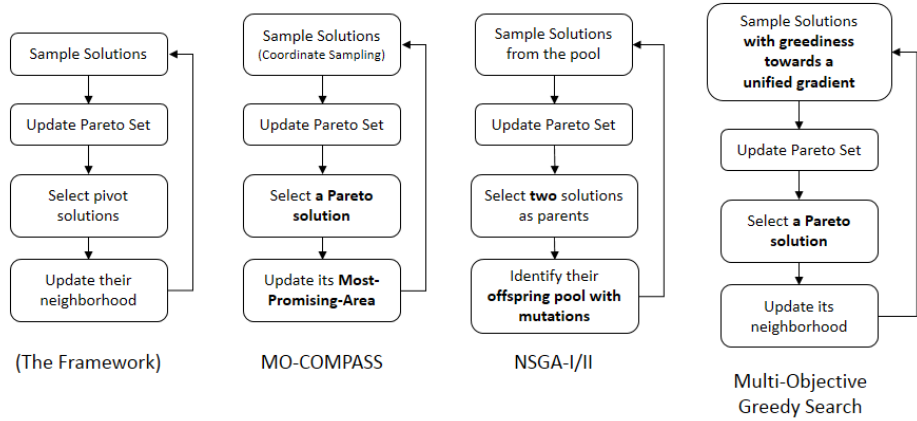 Sample Solutions
Update Pareto Set
Select pivot
solutions
Update their
neighborhood
(The Framework)
Sample Solutions
(Coordinate Sampling)
Update Pareto Set
Select a Pareto
solution
Update its Most-
Promising-Area
MO-COMPASS
Sample Solutions
from the pool
Update Pareto Set
Select two solutions
as parents
Identify their
offspring pool with
mutations
NSGA-I/II
Sample Solutions
with greediness
towards a
unified gradient
Update Pareto Set
Select a Pareto
solution
Update its
neighborhood
Multi-Objective
Greedy Search